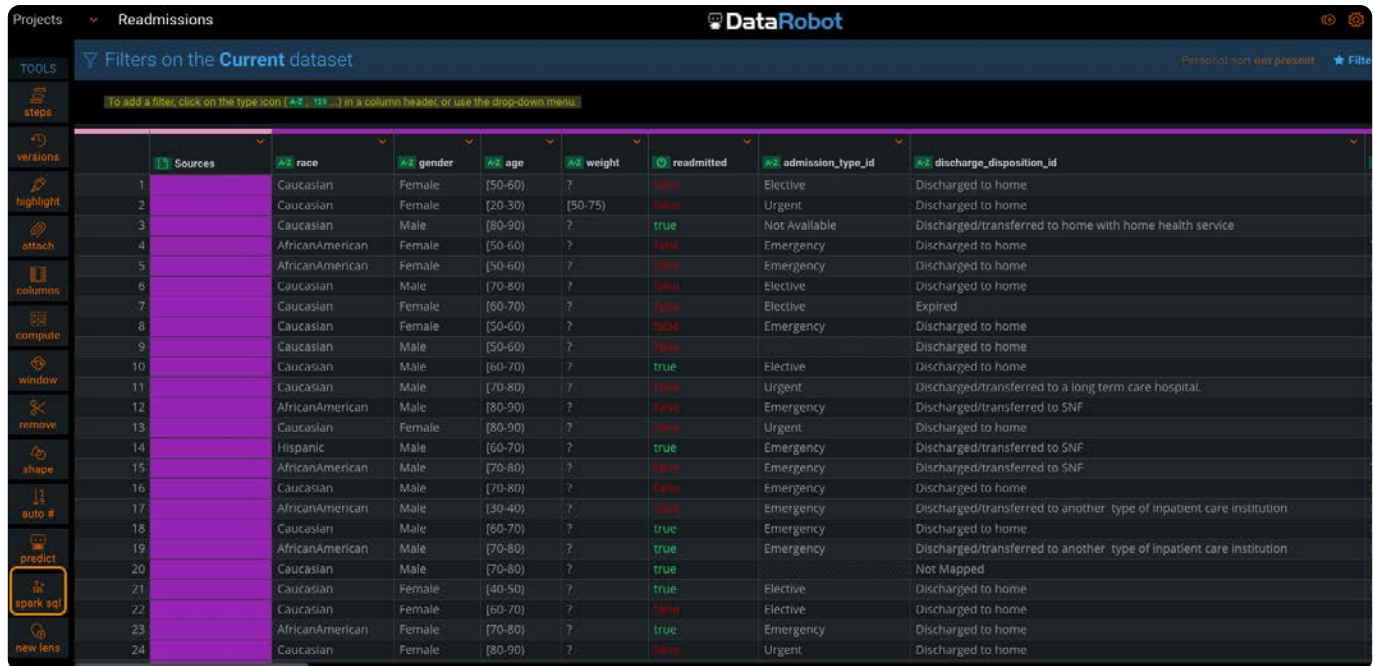 Projects Readmissions DataRobot
TOOLS Filters on the Current dataset Personal sort not present Filte
To add a filter, click on the type icon ( A-Z , 123 ...) in a column header, or use the drop-down menu.
steps
versions
highlight
attach
columns
compute
window
remove
shape
auto #
predict
spark sql
new lens
Sources A-Z race A-Z gender A-Z age A-Z weight readmitted A-Z admission_type_id A-Z discharge_disposition_id
1 Caucasian Female [50-60) ? false Elective Discharged to home
2 Caucasian Female [20-30) [50-75) false Urgent Discharged to home
3 Caucasian Male [80-90) ? true Not Available Discharged/transferred to home with home health service
4 AfricanAmerican Female [50-60) ? false Emergency Discharged to home
5 AfricanAmerican Female [50-60) ? false Emergency Discharged to home
6 Caucasian Male [70-80) ? false Elective Discharged to home
7 Caucasian Female [60-70) ? false Elective Expired
8 Caucasian Female [50-60) ? false Emergency Discharged to home
9 Caucasian Male [50-60) ? false Discharged to home
10 Caucasian Male [60-70) ? true Elective Discharged to home
11 Caucasian Male [70-80) ? false Urgent Discharged/transferred to a long term care hospital.
12 AfricanAmerican Male [80-90) ? false Emergency Discharged/transferred to SNF
13 Caucasian Female [80-90) ? false Urgent Discharged to home
14 Hispanic Male [60-70) ? true Emergency Discharged/transferred to SNF
15 AfricanAmerican Male [70-80) ? false Emergency Discharged/transferred to SNF
16 Caucasian Male [70-80) ? false Emergency Discharged to home
17 AfricanAmerican Male [30-40) ? false Emergency Discharged/transferred to another type of inpatient care institution
18 Caucasian Male [60-70) ? true Emergency Discharged to home
19 AfricanAmerican Male [70-80) ? true Emergency Discharged/transferred to another type of inpatient care institution
20 Caucasian Male [70-80) ? true Not Mapped
21 Caucasian Female [40-50) ? true Elective Discharged to home
22 Caucasian Female [60-70) ? false Elective Discharged to home
23 AfricanAmerican Female [70-80) ? true Emergency Discharged to home
24 Caucasian Female [80-90) ? false Urgent Discharged to home